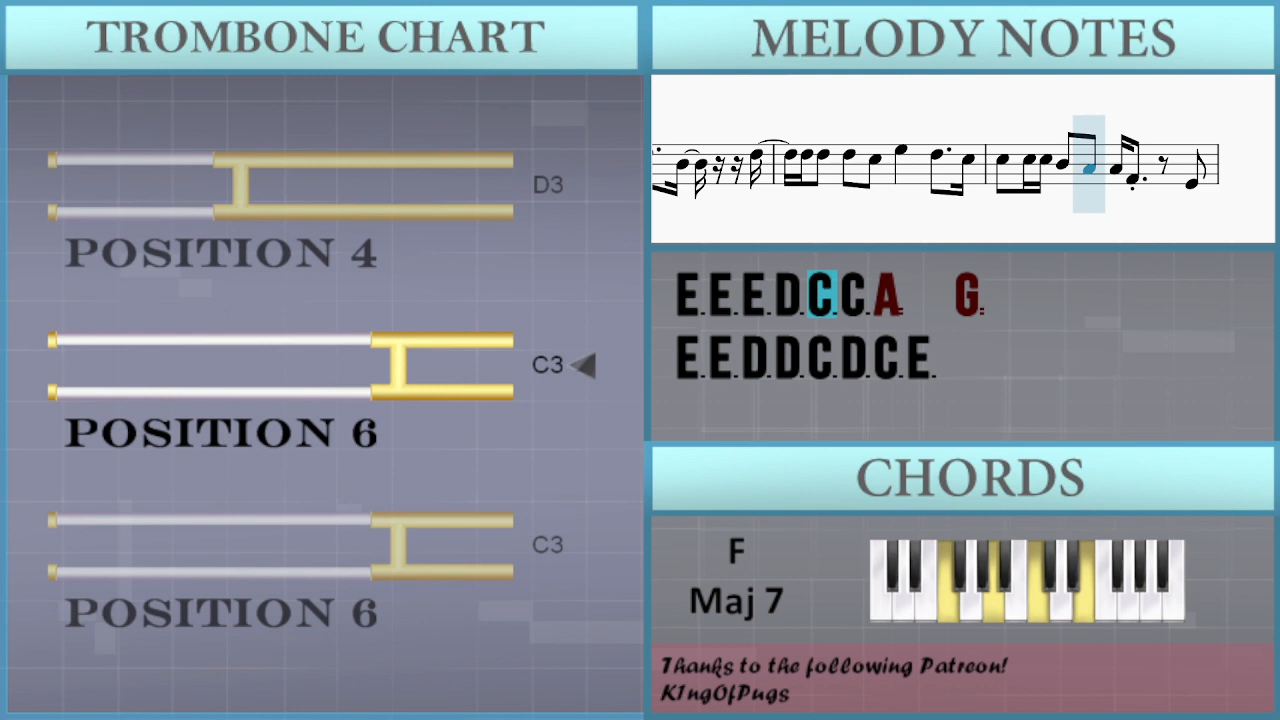 TROMBONE CHART
D3
POSITION 4
C3
POSITION 6
C3
POSITION 6
MELODY NOTES
E.E.E.D.C.C.A. G.
E.E.D.D.C.D.C.E.
CHORDS
F
Maj 7
Thanks to the following Patreon!
K1ngOfPugs